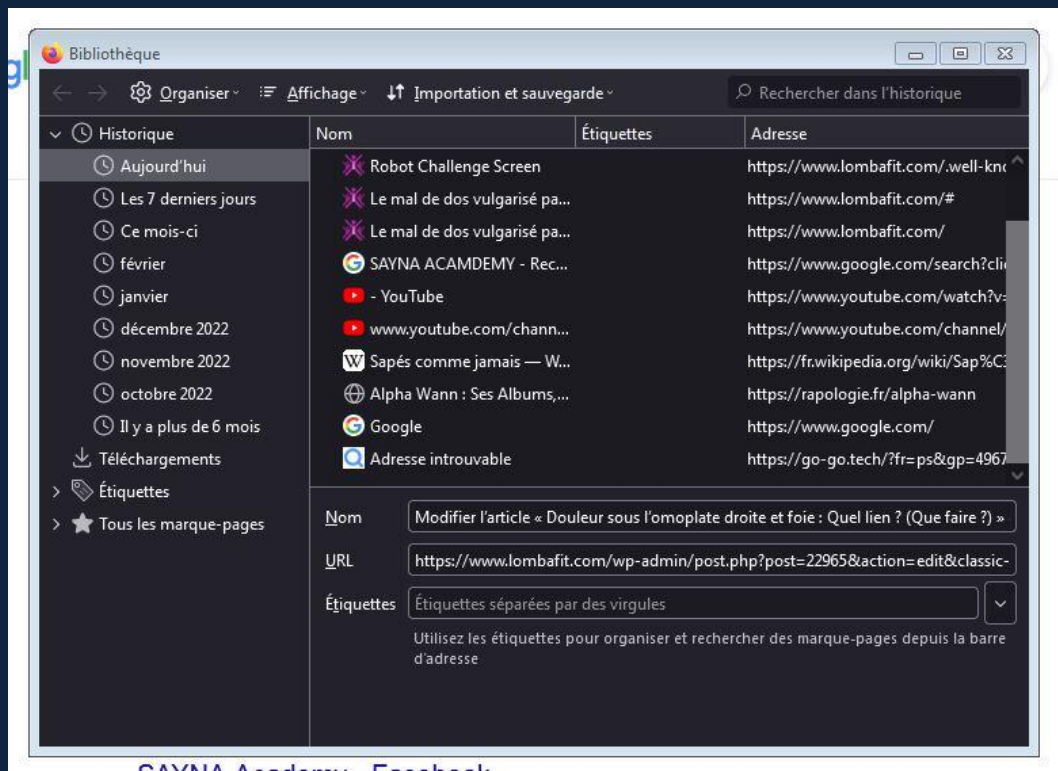 gl
Bibliothèque
Organiser Affichage Importation et sauvegarde Rechercher dans l'historique
Historique Nom Étiquettes Adresse
Aujourd'hui Robot Challenge Screen https://www.lombafit.com/.well-kno
Les 7 derniers jours Le mal de dos vulgarisé pa... https://www.lombafit.com/#
Ce mois-ci Le mal de dos vulgarisé pa... https://www.lombafit.com/
février SAYNA ACAMDEMY - Rec... https://www.google.com/search?clie
janvier - YouTube https://www.youtube.com/watch?v=
décembre 2022 www.youtube.com/chann... https://www.youtube.com/channel/
novembre 2022 Sapés comme jamais — W... https://fr.wikipedia.org/wiki/Sap%C3
octobre 2022 Alpha Wann : Ses Albums,... https://rapologie.fr/alpha-wann
Il y a plus de 6 mois Google https://www.google.com/
Téléchargements Adresse introuvable https://go-go.tech/?fr=ps&gp=4967
Étiquettes
Tous les marque-pages
Nom Modifier l'article « Douleur sous l'omoplate droite et foie : Quel lien ? (Que faire ?) »
URL https://www.lombafit.com/wp-admin/post.php?post=22965&action=edit&classic-
Étiquettes Étiquettes séparées par des virgules
Utilisez les étiquettes pour organiser et rechercher des marque-pages depuis la barre
d'adresse
SAYNA Academy - Facebook